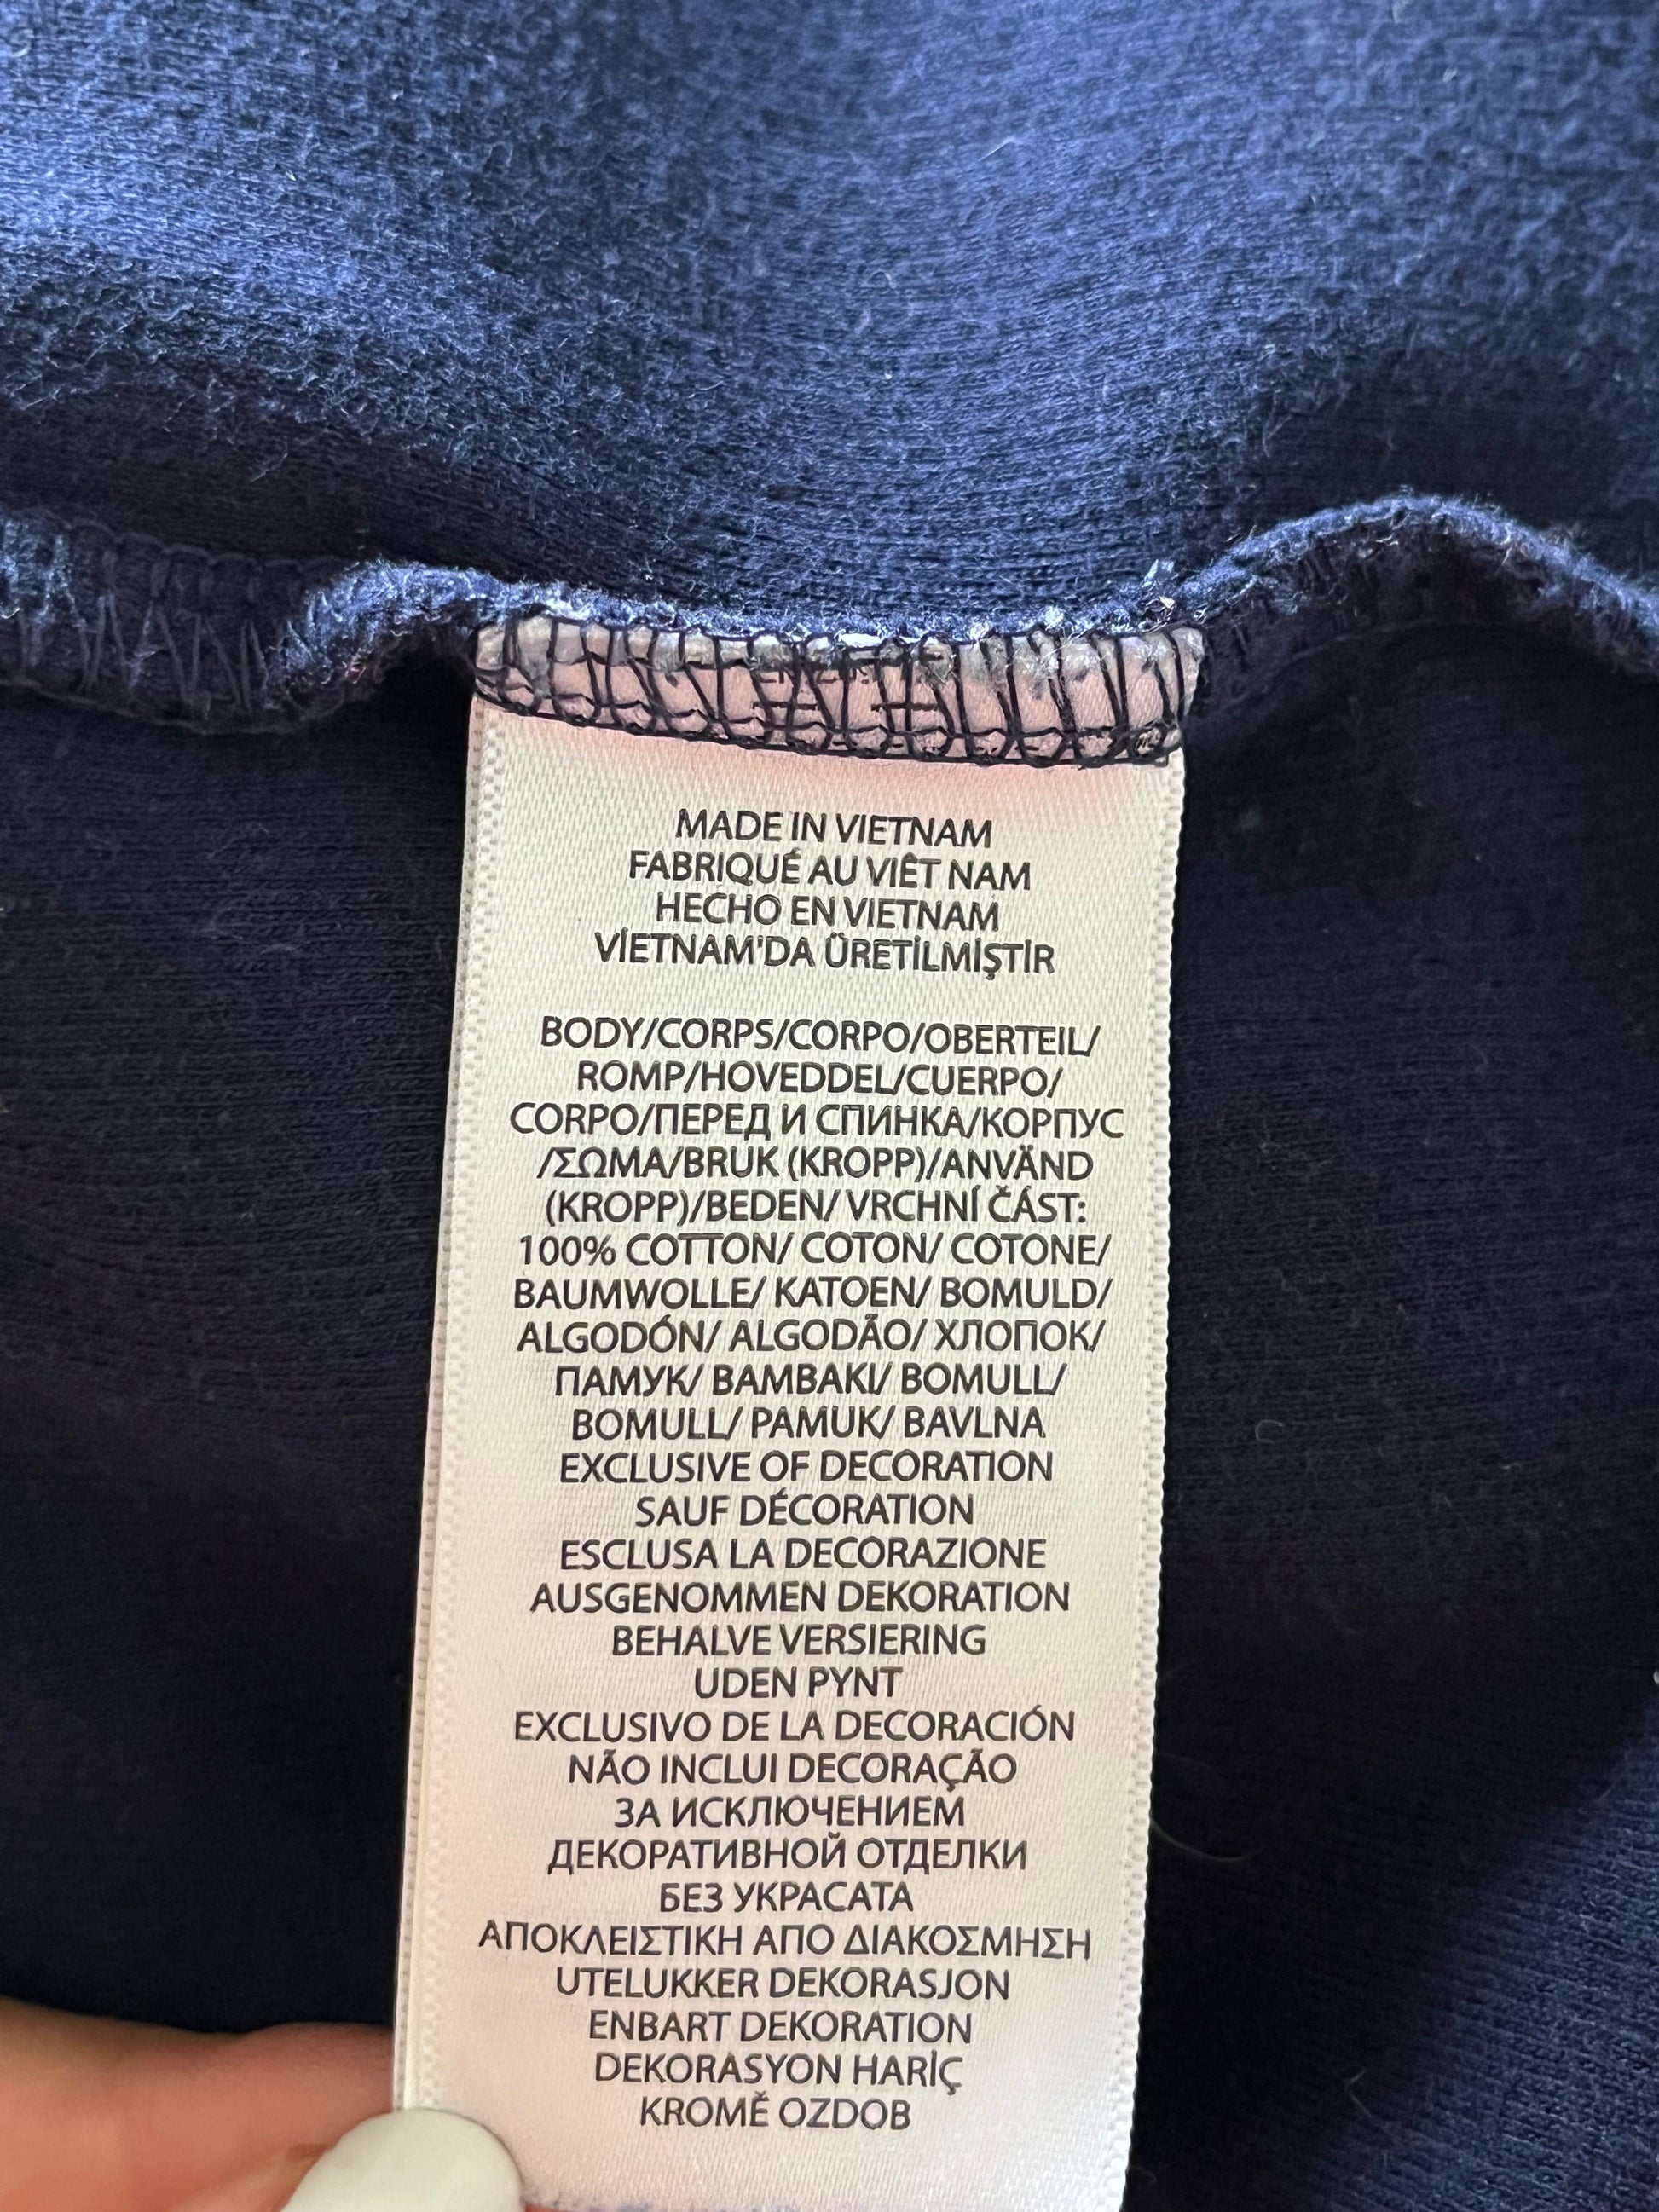 MADE IN VIETNAM
FABRIQUÉ AU VIÊT NAM
HECHO EN VIETNAM
VİETNAM'DA ÜRETİLMİŞTİR
BODY/CORPS/CORPO/OBERTEIL/
ROMP/HOVEDDEL/CUERPO/
CORPO/ПЕРЕД И СПИНКА/КОРПУС
/ΣΩΜΑ/BRUK (KROPP)/ANVÄND
(KROPP)/BEDEN/ VRCHNÍ ČÁST:
100% COTTON/ COTON/ COTONE/
BAUMWOLLE/ KATOEN/ BOMULD/
ALGODÓN/ ALGODÃO/ ХЛОПОК/
ПАМУК/ ΒΑΜΒΑΚΙ/ BOMULL/
BOMULL/ PAMUK/ BAVLNA
EXCLUSIVE OF DECORATION
SAUF DÉCORATION
ESCLUSA LA DECORAZIONE
AUSGENOMMEN DEKORATION
BEHALVE VERSIERING
UDEN PYNT
EXCLUSIVO DE LA DECORACIÓN
NÃO INCLUI DECORAÇÃO
ЗА ИСКЛЮЧЕНИЕМ
ДЕКОРАТИВНОЙ ОТДЕЛКИ
БЕЗ УКРАСАТА
ΑΠΟΚΛΕΙΣΤΙΚΗ ΑΠΟ ΔΙΑΚΟΣΜΗΣΗ
UTELUKKER DEKORASJON
ENBART DEKORATION
DEKORASYON HARİÇ
KROMĚ OZDOB